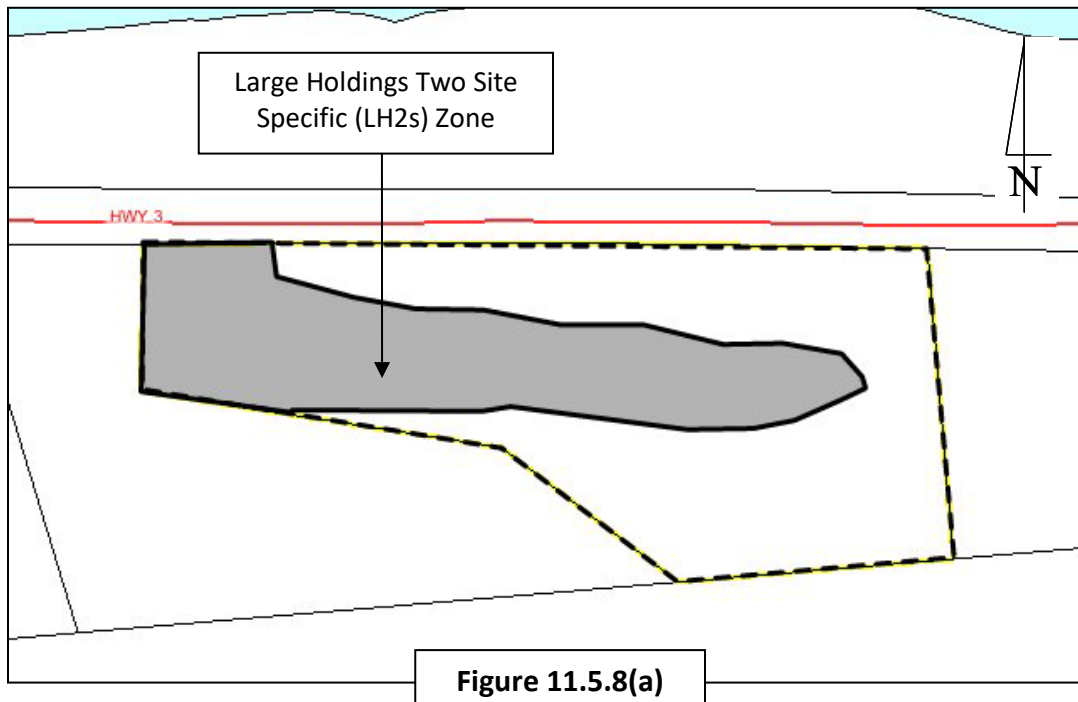 Large Holdings Two Site
Specific (LH2s) Zone
N
HWY 3
Figure 11.5.8(a)